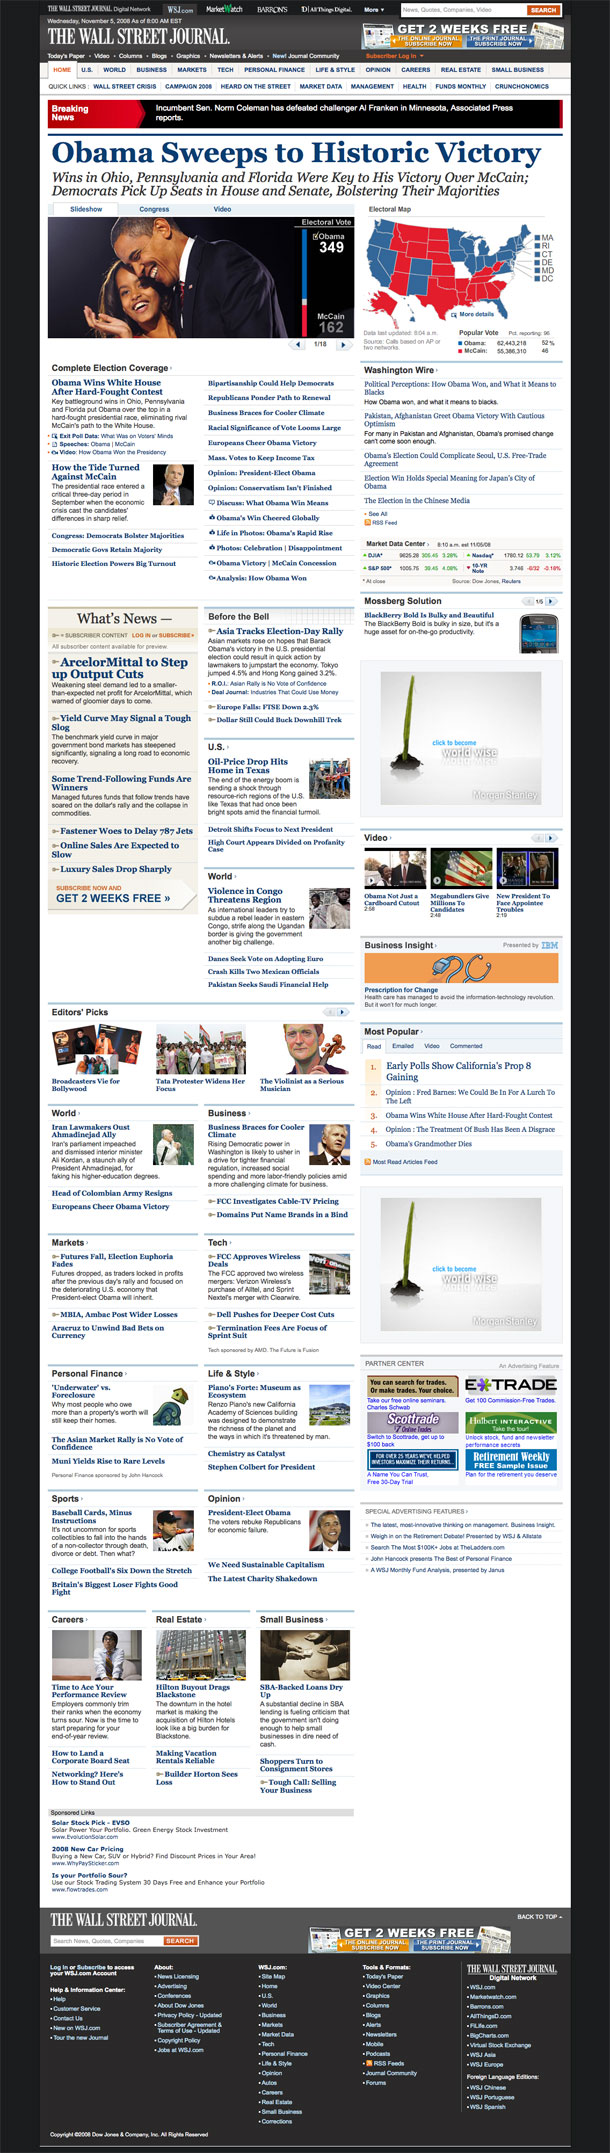 THE WALL STREET JOURNAL. Digital Network
WSJ.com
MarketWatch
BARRON'S
All Things Digital.
More
News, Quotes, Companies, Video
SEARCH
Wednesday, November 5, 2008 As of 8:00 AM EST
THE WALL STREET JOURNAL.
GET 2 WEEKS FREE
THE ONLINE JOURNAL SUBSCRIBE NOW
THE PRINT JOURNAL SUBSCRIBE NOW
Today's Paper • Video • Columns • Blogs • Graphics • Newsletters & Alerts • New! Journal Community
Subscriber Log In
HOME U.S. WORLD BUSINESS MARKETS TECH PERSONAL FINANCE LIFE & STYLE OPINION CAREERS REAL ESTATE SMALL BUSINESS
QUICK LINKS: WALL STREET CRISIS CAMPAIGN 2008 HEARD ON THE STREET MARKET DATA MANAGEMENT HEALTH FUNDS MONTHLY CRUNCHONOMICS
Breaking News
Incumbent Sen. Norm Coleman has defeated challenger Al Franken in Minnesota, Associated Press
reports.
Obama Sweeps to Historic Victory
Wins in Ohio, Pennsylvania and Florida Were Key to His Victory Over McCain;
Democrats Pick Up Seats in House and Senate, Bolstering Their Majorities
Slideshow Congress Video
Electoral Vote
Obama
349
McCain
162
1/18
Electoral Map
MA
RI
CT
DE
MD
DC
More details
Data last updated: 8:04 a.m.
Source: Calls based on AP or
two networks.
Popular Vote Pct. reporting: 95
Obama: 62,443,218 52 %
McCain: 55,386,310 46
Complete Election Coverage
Obama Wins White House
After Hard-Fought Contest
Key battleground wins in Ohio, Pennsylvania
and Florida put Obama over the top in a
hard-fought presidential race, eliminating rival
McCain's path to the White House.
Exit Poll Data: What Was on Voters' Minds
Speeches: Obama | McCain
Video: How Obama Won the Presidency
How the Tide Turned
Against McCain
The presidential race entered a
critical three-day period in
September when the economic
crisis cast the candidates'
differences in sharp relief.
Congress: Democrats Bolster Majorities
Democratic Govs Retain Majority
Historic Election Powers Big Turnout
Bipartisanship Could Help Democrats
Republicans Ponder Path to Renewal
Business Braces for Cooler Climate
Racial Significance of Vote Looms Large
Europeans Cheer Obama Victory
Mass. Votes to Keep Income Tax
Opinion: President-Elect Obama
Opinion: Conservatism Isn't Finished
Discuss: What Obama Win Means
Obama's Win Cheered Globally
Life in Photos: Obama's Rapid Rise
Photos: Celebration | Disappointment
Obama Victory | McCain Concession
Analysis: How Obama Won
Washington Wire
Political Perceptions: How Obama Won, and What it Means to
Blacks
How Obama won, and what it means to blacks.
Pakistan, Afghanistan Greet Obama Victory With Cautious
Optimism
For many in Pakistan and Afghanistan, Obama's promised change
can't come soon enough.
Obama's Election Could Complicate Seoul, U.S. Free-Trade
Agreement
Election Win Holds Special Meaning for Japan's City of
Obama
The Election in the Chinese Media
See All
RSS Feed
Market Data Center 8:10 a.m. est 11/05/08
DJIA* 9625.28 305.45 3.28% Nasdaq* 1780.12 53.79 3.12%
S&P 500* 1005.75 39.45 4.08% 10-YR Note 3.746 -8/32 -0.18%
* At close Source: Dow Jones, Reuters
What's News —
= SUBSCRIBER CONTENT LOG IN or SUBSCRIBE
All subscriber content available for preview.
ArcelorMittal to Step
up Output Cuts
Weakening steel demand led to a smaller-
than-expected net profit for ArcelorMittal, which
warned of gloomier days to come.
Yield Curve May Signal a Tough
Slog
The benchmark yield curve in major
government bond markets has steepened
significantly, signaling a long road to economic
recovery.
Some Trend-Following Funds Are
Winners
Managed futures funds that follow trends have
soared on the dollar's rally and the collapse in
commodities.
Fastener Woes to Delay 787 Jets
Online Sales Are Expected to
Slow
Luxury Sales Drop Sharply
SUBSCRIBE NOW AND
GET 2 WEEKS FREE »
Before the Bell
Asia Tracks Election-Day Rally
Asian markets rose on hopes that Barack
Obama's victory in the U.S. presidential
election could result in quick action by
lawmakers to jumpstart the economy. Tokyo
jumped 4.5% and Hong Kong gained 3.2%.
R.O.I.: Asian Rally is No Vote of Confidence
Deal Journal: Industries That Could Use Money
Europe Falls: FTSE Down 2.3%
Dollar Still Could Buck Downhill Trek
U.S.
Oil-Price Drop Hits
Home in Texas
The end of the energy boom is
sending a shock through
resource-rich regions of the U.S.
like Texas that had once been
bright spots amid the financial turmoil.
Detroit Shifts Focus to Next President
High Court Appears Divided on Profanity
Case
World
Violence in Congo
Threatens Region
As international leaders try to
subdue a rebel leader in eastern
Congo, strife along the Ugandan
border is giving the government
another big challenge.
Danes Seek Vote on Adopting Euro
Crash Kills Two Mexican Officials
Pakistan Seeks Saudi Financial Help
Mossberg Solution 1/5
BlackBerry Bold Is Bulky and Beautiful
The BlackBerry Bold is bulky in size, but it's a
huge asset for on-the-go productivity.
click to become
world wise
Morgan Stanley
Video
Obama Not Just a
Cardboard Cutout
2:58
Megabundlers Give
Millions To
Candidates
2:48
New President To
Face Appointee
Troubles
2:19
Business Insight Presented by IBM
Prescription for Change
Health care has managed to avoid the information-technology revolution.
But it won't for much longer.
Editors' Picks
Broadcasters Vie for
Bollywood
Tata Protester Widens Her
Focus
The Violinist as a Serious
Musician
Most Popular
Read Emailed Video Commented
1. Early Polls Show California's Prop 8
Gaining
2. Opinion : Fred Barnes: We Could Be In For A Lurch To
The Left
3. Obama Wins White House After Hard-Fought Contest
4. Opinion : The Treatment Of Bush Has Been A Disgrace
5. Obama's Grandmother Dies
Most Read Articles Feed
World
Iran Lawmakers Oust
Ahmadinejad Ally
Iran's parliament impeached
and dismissed interior minister
Ali Kordan, a staunch ally of
President Ahmadinejad, for
faking his higher-education degrees.
Head of Colombian Army Resigns
Europeans Cheer Obama Victory
Business
Business Braces for Cooler
Climate
Rising Democratic power in
Washington is likely to usher in
a drive for tighter financial
regulation, increased social
spending and more labor-friendly policies amid
a more challenging climate for business.
FCC Investigates Cable-TV Pricing
Domains Put Name Brands in a Bind
Markets
Futures Fall, Election Euphoria
Fades
Futures dropped, as traders locked in profits
after the previous day's rally and focused on
the deteriorating U.S. economy that
President-elect Obama will inherit.
MBIA, Ambac Post Wider Losses
Aracruz to Unwind Bad Bets on
Currency
Tech
FCC Approves Wireless
Deals
The FCC approved two wireless
mergers: Verizon Wireless's
purchase of Alltel, and Sprint
Nextel's merger with Clearwire.
Dell Pushes for Deeper Cost Cuts
Termination Fees Are Focus of
Sprint Suit
Tech sponsored by AMD. The Future is Fusion
click to become
world wise
Morgan Stanley
Personal Finance
'Underwater' vs.
Foreclosure
Why most people who owe
more than a property's worth will
still keep their homes.
The Asian Market Rally is No Vote of
Confidence
Muni Yields Rise to Rare Levels
Personal Finance sponsored by John Hancock
Life & Style
Piano's Forte: Museum as
Ecosystem
Renzo Piano's new California
Academy of Sciences building
was designed to demonstrate
the richness of the planet and
the ways in which it's threatened by man.
Chemistry as Catalyst
Stephen Colbert for President
PARTNER CENTER An Advertising Feature
You can search for trades.
Or make trades. Your choice.
Take our free online seminars.
Charles Schwab
E*TRADE
Get 100 Commission-Free Trades.
Scottrade
$7 Online Trades
Switch to Scottrade, get up to
$100 back
Hulbert INTERACTIVE
Take the tour!
Unlock stock, fund and newsletter
performance secrets
FOR OVER 25 YEARS WE'VE HELPED
INVESTORS MAXIMIZE THEIR RETURNS...
A Name You Can Trust,
Free 30-Day Trial
Retirement Weekly
FREE Sample Issue
Plan for the retirement you deserve
Sports
Baseball Cards, Minus
Instructions
It's not uncommon for sports
collectibles to fall into the hands
of a non-collector through death,
divorce or debt. Then what?
College Football's Six Down the Stretch
Britain's Biggest Loser Fights Good
Fight
Opinion
President-Elect Obama
The voters rebuke Republicans
for economic failure.
We Need Sustainable Capitalism
The Latest Charity Shakedown
SPECIAL ADVERTISING FEATURES
The latest, most-innovative thinking on management. Business Insight.
Weigh in on the Retirement Debate! Presented by WSJ & Allstate
Search The Most $100K+ Jobs at TheLadders.com
John Hancock presents The Best of Personal Finance
A WSJ Monthly Fund Analysis, presented by Janus
Careers
Time to Ace Your
Performance Review
Employers commonly trim
their ranks when the economy
turns sour. Now is the time to
start preparing for your
end-of-year review.
How to Land a
Corporate Board Seat
Networking? Here's
How to Stand Out
Real Estate
Hilton Buyout Drags
Blackstone
The downturn in the hotel
market is making the
acquisition of Hilton Hotels
look like a big burden for
Blackstone.
Making Vacation
Rentals Reliable
Builder Horton Sees
Loss
Small Business
SBA-Backed Loans Dry
Up
A substantial decline in SBA
lending is fueling criticism that
the government isn't doing
enough to help small
businesses in dire need of
cash.
Shoppers Turn to
Consignment Stores
Tough Call: Selling
Your Business
Sponsored Links
Solar Stock Pick - EVSO
Solar Power Your Portfolio. Green Energy Stock Investment
www.EvolutionSolar.com
2008 New Car Pricing
Buying a New Car, SUV or Hybrid? Find Discount Prices in Your Area!
www.WhyPaySticker.com
Is your Portfolio Sour?
Use our Stock Trading System 30 Days Free and Enhance your Portfolio
www.flowtrades.com
THE WALL STREET JOURNAL.
BACK TO TOP
News, Quotes, Companies, Video
SEARCH
GET 2 WEEKS FREE
THE ONLINE JOURNAL SUBSCRIBE NOW
THE PRINT JOURNAL SUBSCRIBE NOW
Log in or Subscribe to access
your WSJ.com Account
Help & Information Center:
Help
Customer Service
Contact Us
New on WSJ.com
Tour the new Journal
About:
News Licensing
Advertising
Conferences
About Dow Jones
Privacy Policy - Updated
Subscriber Agreement &
Terms of Use - Updated
Copyright Policy
Jobs at WSJ.com
WSJ.com:
Site Map
Home
U.S.
World
Business
Markets
Market Data
Tech
Personal Finance
Life & Style
Opinion
Autos
Careers
Real Estate
Small Business
Corrections
Tools & Formats:
Today's Paper
Video Center
Graphics
Columns
Blogs
Alerts
Newsletters
Mobile
Podcasts
RSS Feeds
Journal Community
Forums
THE WALL STREET JOURNAL.
Digital Network
WSJ.com
Marketwatch.com
Barrons.com
AllThingsD.com
FiLife.com
BigCharts.com
Virtual Stock Exchange
WSJ Asia
WSJ Europe
Foreign Language Editions:
WSJ Chinese
WSJ Portuguese
WSJ Spanish
Copyright ©2008 Dow Jones & Company, Inc. All Rights Reserved